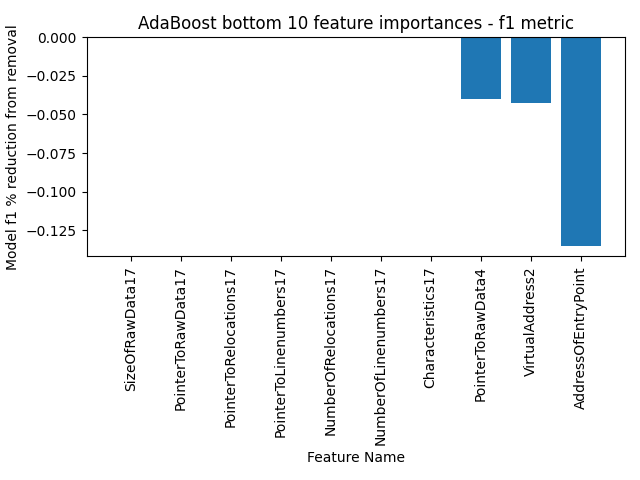 AdaBoost bottom 10 feature importances - f1 metric
Model f1 % reduction from removal
0.000
−0.025
−0.050
−0.075
−0.100
−0.125
SizeOfRawData17
PointerToRawData17
PointerToRelocations17
PointerToLinenumbers17
NumberOfRelocations17
NumberOfLinenumbers17
Characteristics17
PointerToRawData4
VirtualAddress2
AddressOfEntryPoint
Feature Name